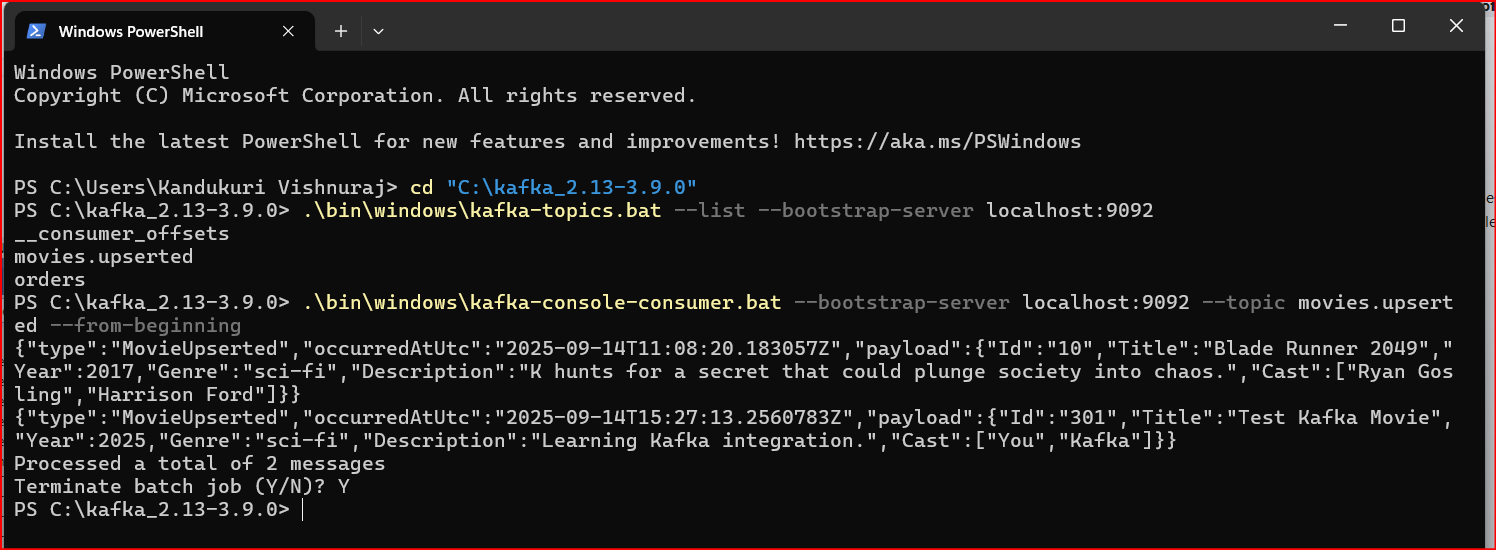 Windows PowerShell
Windows PowerShell
Copyright (C) Microsoft Corporation. All rights reserved.
Install the latest PowerShell for new features and improvements! https://aka.ms/PSWindows
PS C:\Users\Kandukuri Vishnuraj> cd "C:\kafka_2.13-3.9.0"
PS C:\kafka_2.13-3.9.0> .\bin\windows\kafka-topics.bat --list --bootstrap-server localhost:9092
__consumer_offsets
movies.upserted
orders
PS C:\kafka_2.13-3.9.0> .\bin\windows\kafka-console-consumer.bat --bootstrap-server localhost:9092 --topic movies.upsert
ed --from-beginning
{"type":"MovieUpserted","occurredAtUtc":"2025-09-14T11:08:20.183057Z","payload":{"Id":"10","Title":"Blade Runner 2049","
Year":2017,"Genre":"sci-fi","Description":"K hunts for a secret that could plunge society into chaos.","Cast":["Ryan Gos
ling","Harrison Ford"]}}
{"type":"MovieUpserted","occurredAtUtc":"2025-09-14T15:27:13.2560783Z","payload":{"Id":"301","Title":"Test Kafka Movie",
"Year":2025,"Genre":"sci-fi","Description":"Learning Kafka integration.","Cast":["You","Kafka"]}}
Processed a total of 2 messages
Terminate batch job (Y/N)? Y
PS C:\kafka_2.13-3.9.0>